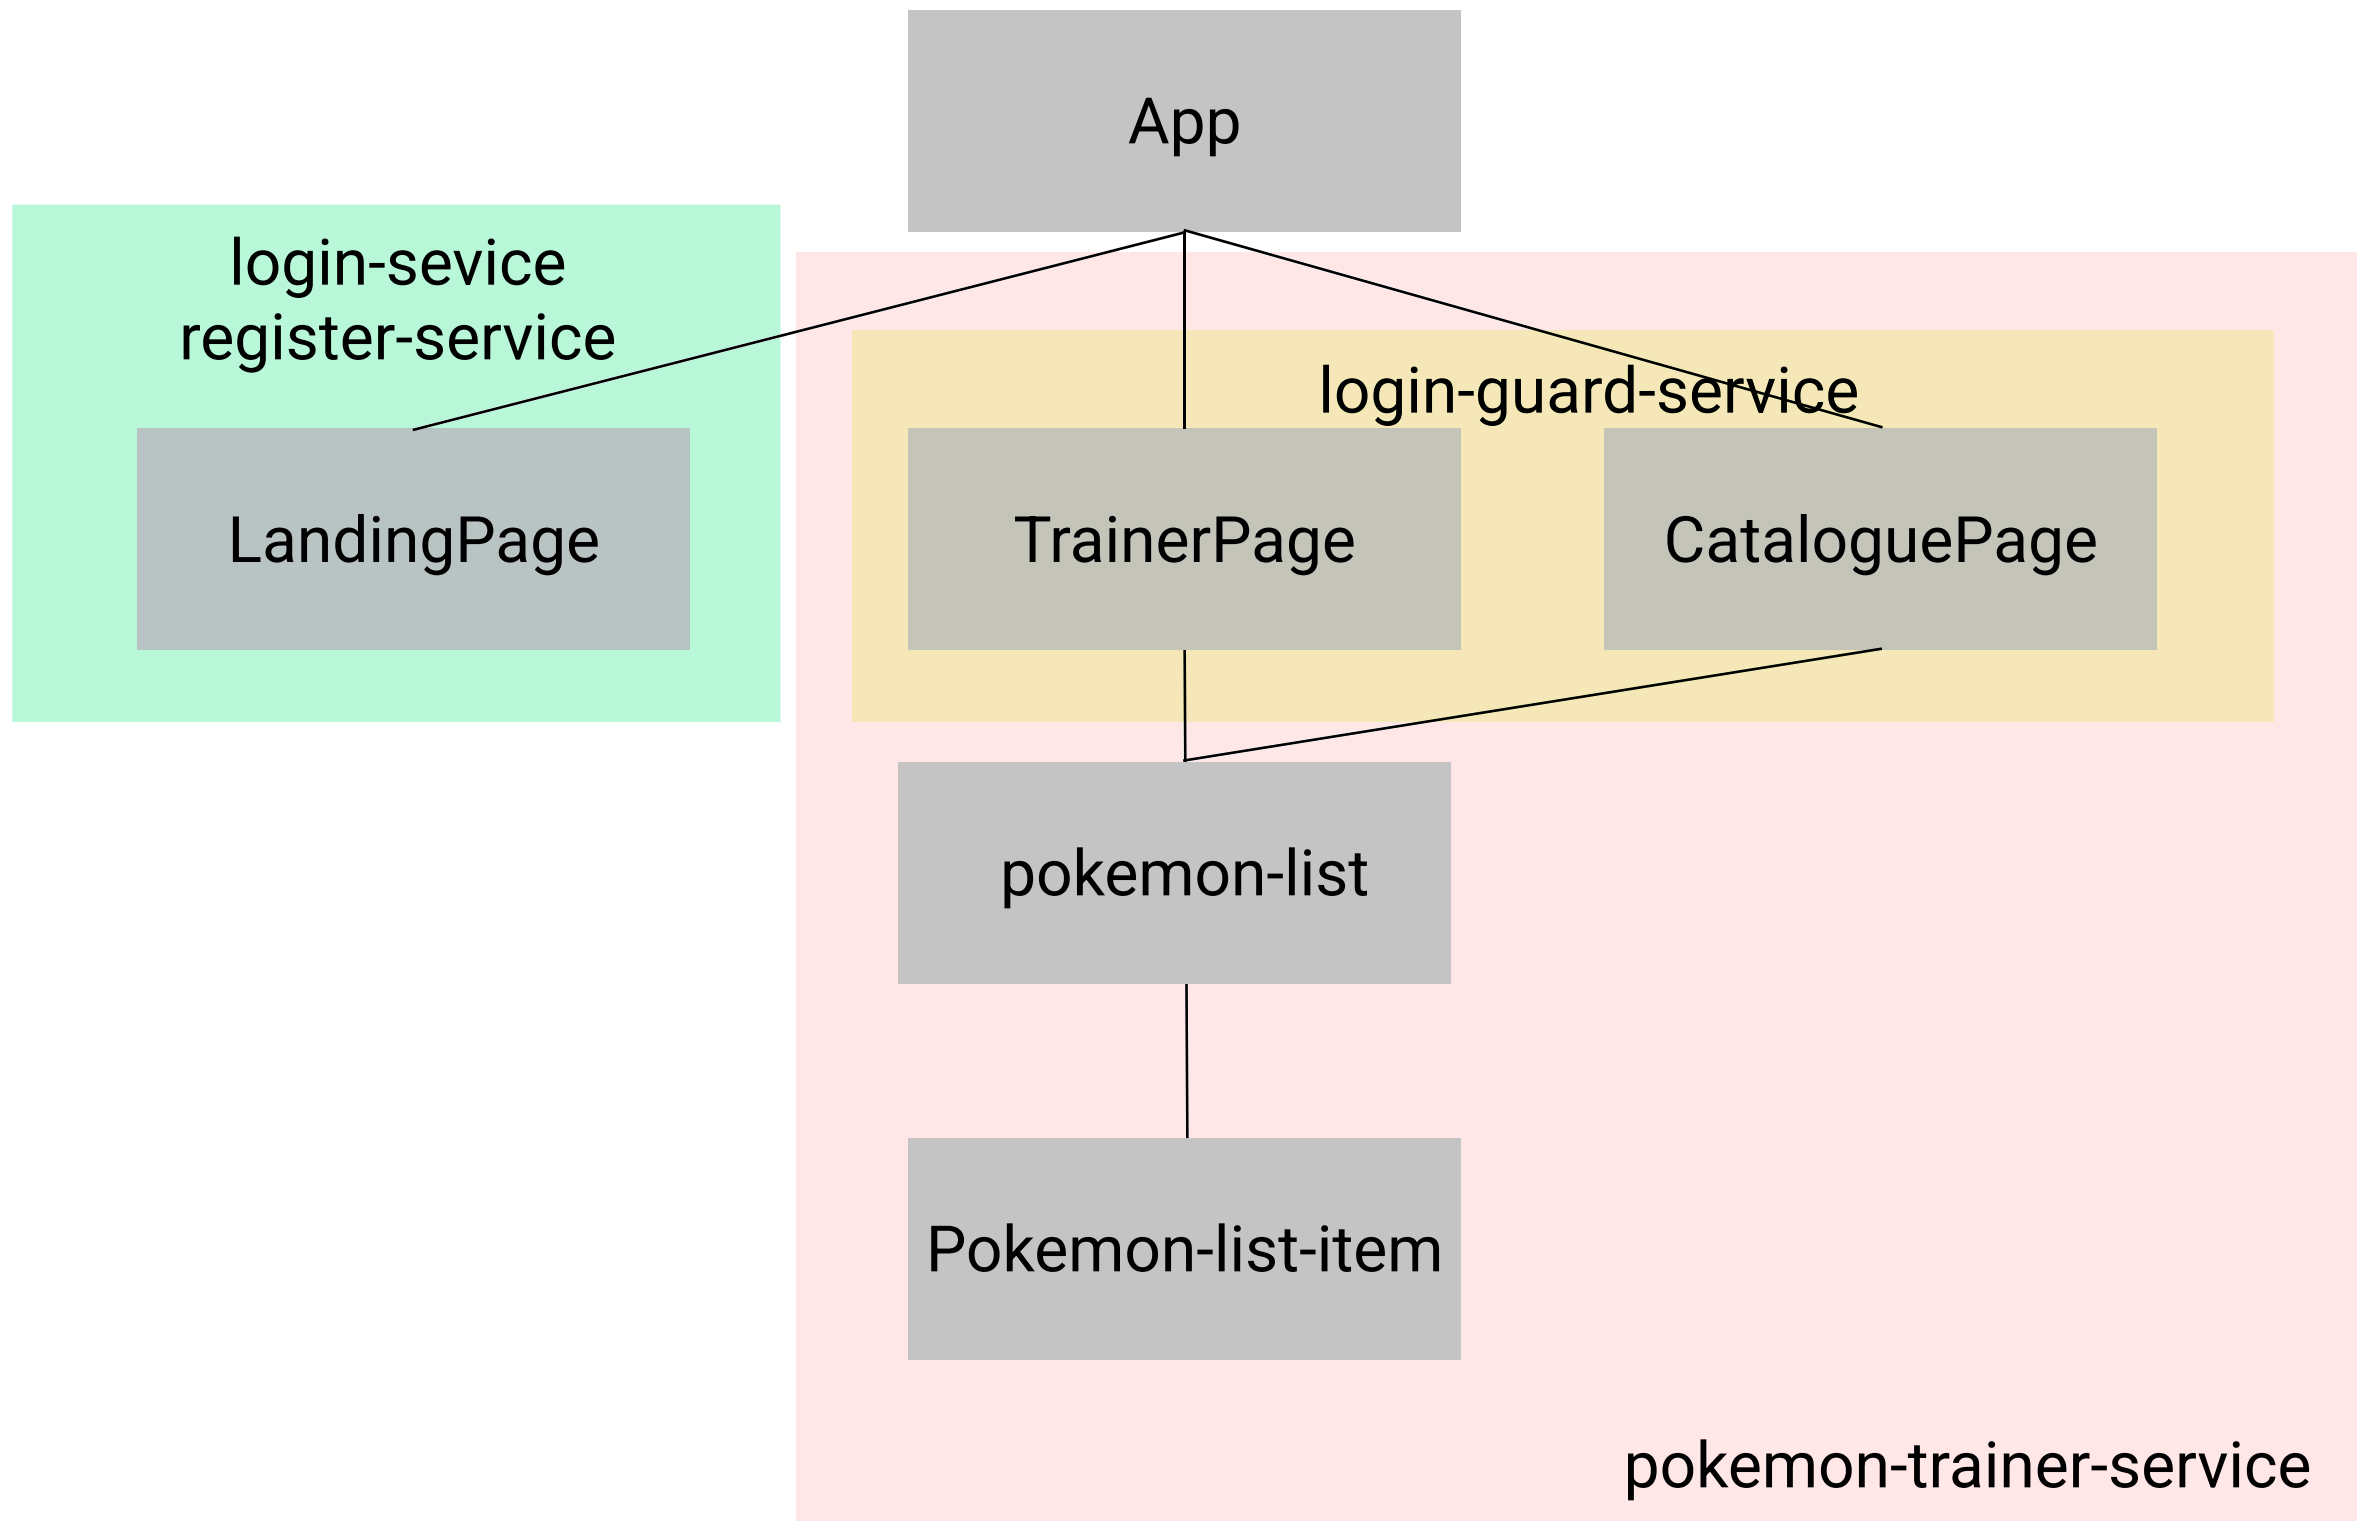 App
login-sevice
register-service
login-guard-service
LandingPage
TrainerPage
CataloguePage
pokemon-list
Pokemon-list-item
pokemon-trainer-service